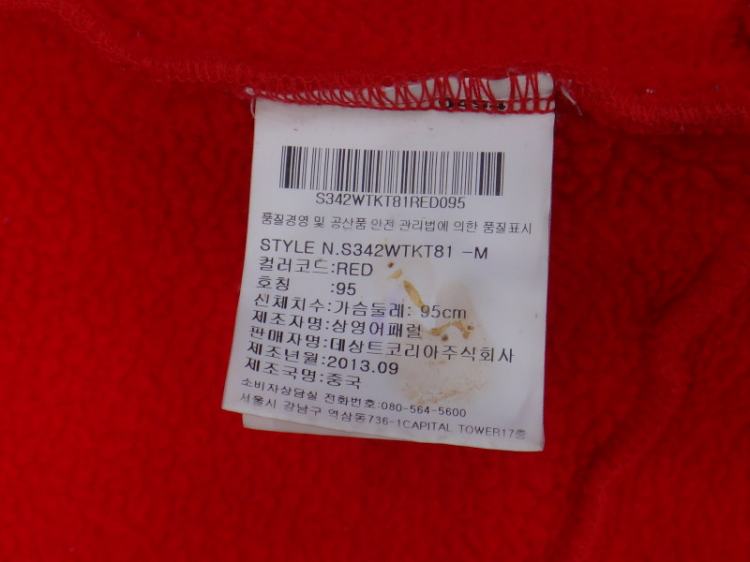 S342WTKT81RED095
품질경영 및 공산품 안전 관리법에 의한 품질표시
STYLE N.S342WTKT81 -M
컬러코드:RED
호칭 :95
신체치수:가슴둘레: 95cm
제조자명:삼영어패럴
판매자명:데상트코리아주식회사
제조년월:2013.09
제조국명:중국
소비자상담실 전화번호:080-564-5600
서울시 강남구 역삼동736-1CAPITAL TOWER17층